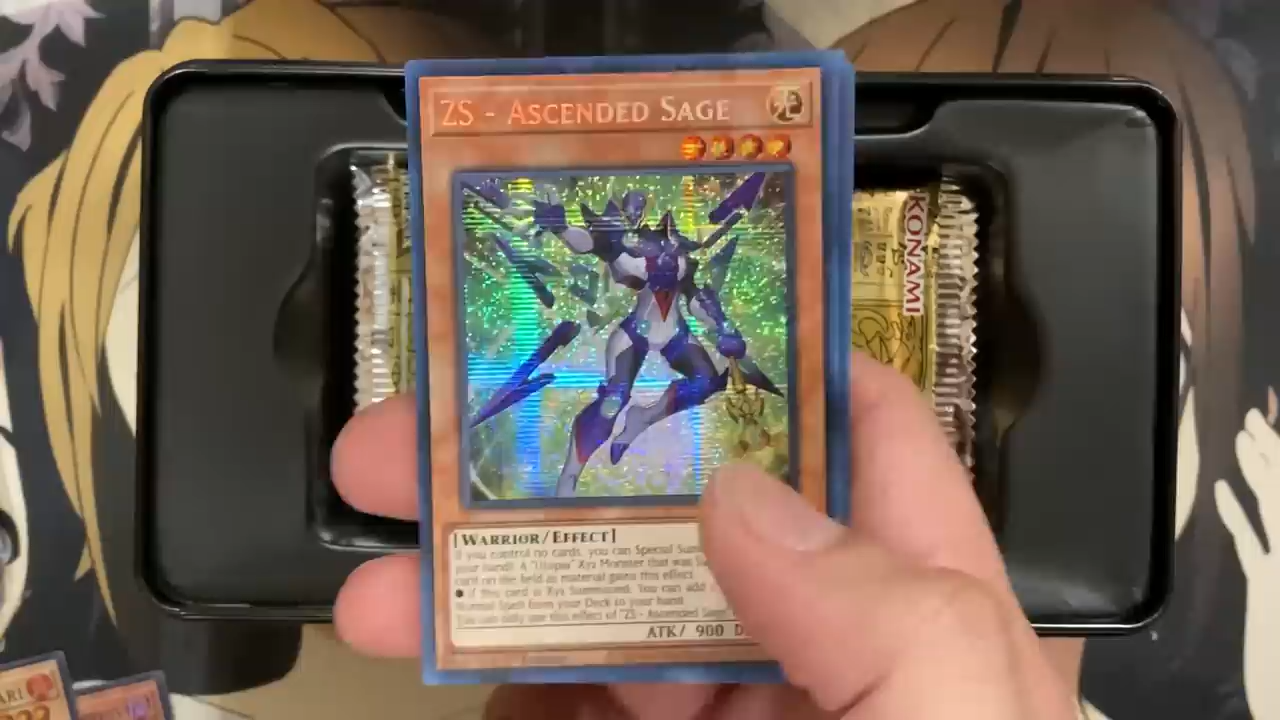 ZS - Ascended Sage
KONAMI
[Warrior/Effect]
If you control no cards, you can Special Sum
your hand). A "Utopia" Xyz Monster that was
card on the field as material gains this effect.
● If this card is Xyz Summoned: You can add
Normal Spell from your Deck to your hand.
You can only use this effect of "ZS - Ascended Sage"
ATK/ 900 D